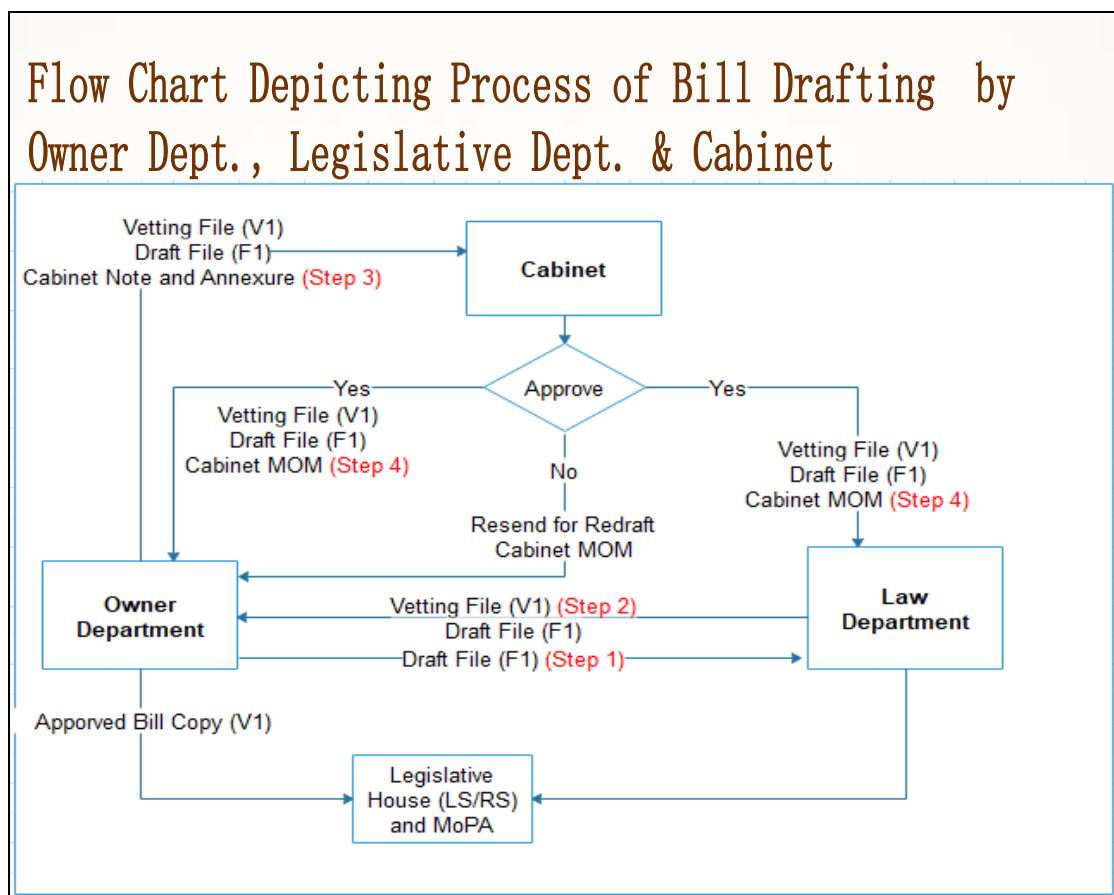 Flow Chart Depicting Process of Bill Drafting by
Owner Dept., Legislative Dept. & Cabinet
Vetting File (V1)
Draft File (F1)
Cabinet Note and Annexure (Step 3)
Cabinet
Approve
Yes
Vetting File (V1)
Draft File (F1)
Cabinet MOM (Step 4)
Yes
Vetting File (V1)
Draft File (F1)
Cabinet MOM (Step 4)
No
Resend for Redraft
Cabinet MOM
Owner
Department
Law
Department
Vetting File (V1) (Step 2)
Draft File (F1)
Draft File (F1) (Step 1)
Apporved Bill Copy (V1)
Legislative
House (LS/RS)
and MoPA